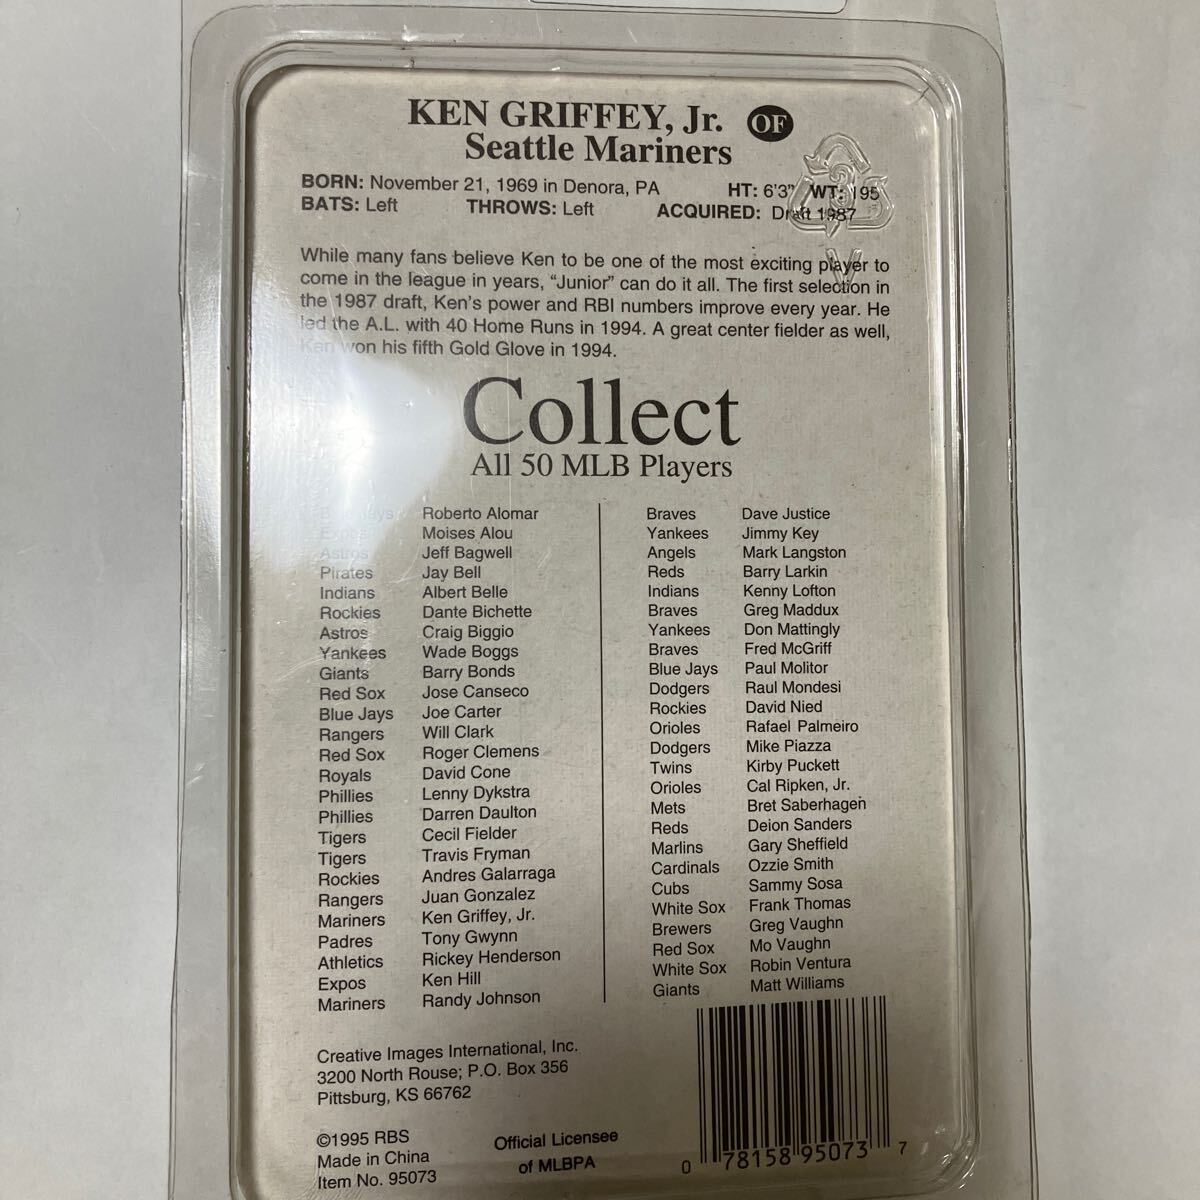 KEN GRIFFEY, Jr. OF
Seattle Mariners
BORN: November 21, 1969 in Denora, PA HT: 6'3" WT: 195
BATS: Left THROWS: Left ACQUIRED: Draft 1987
While many fans believe Ken to be one of the most exciting player to
come in the league in years, “Junior” can do it all. The first selection in
the 1987 draft, Ken's power and RBI numbers improve every year. He
led the A.L. with 40 Home Runs in 1994. A great center fielder as well,
Ken won his fifth Gold Glove in 1994.
Collect
All 50 MLB Players
Blue Jays Roberto Alomar
Expos Moises Alou
Astros Jeff Bagwell
Pirates Jay Bell
Indians Albert Belle
Rockies Dante Bichette
Astros Craig Biggio
Yankees Wade Boggs
Giants Barry Bonds
Red Sox Jose Canseco
Blue Jays Joe Carter
Rangers Will Clark
Red Sox Roger Clemens
Royals David Cone
Phillies Lenny Dykstra
Phillies Darren Daulton
Tigers Cecil Fielder
Tigers Travis Fryman
Rockies Andres Galarraga
Rangers Juan Gonzalez
Mariners Ken Griffey, Jr.
Padres Tony Gwynn
Athletics Rickey Henderson
Expos Ken Hill
Mariners Randy Johnson
Braves Dave Justice
Yankees Jimmy Key
Angels Mark Langston
Reds Barry Larkin
Indians Kenny Lofton
Braves Greg Maddux
Yankees Don Mattingly
Braves Fred McGriff
Blue Jays Paul Molitor
Dodgers Raul Mondesi
Rockies David Nied
Orioles Rafael Palmeiro
Dodgers Mike Piazza
Twins Kirby Puckett
Orioles Cal Ripken, Jr.
Mets Bret Saberhagen
Reds Deion Sanders
Marlins Gary Sheffield
Cardinals Ozzie Smith
Cubs Sammy Sosa
White Sox Frank Thomas
Brewers Greg Vaughn
Red Sox Mo Vaughn
White Sox Robin Ventura
Giants Matt Williams
Creative Images International, Inc.
3200 North Rouse; P.O. Box 356
Pittsburg, KS 66762
©1995 RBS
Made in China
Item No. 95073
Official Licensee
of MLBPA
0 78158 95073 7